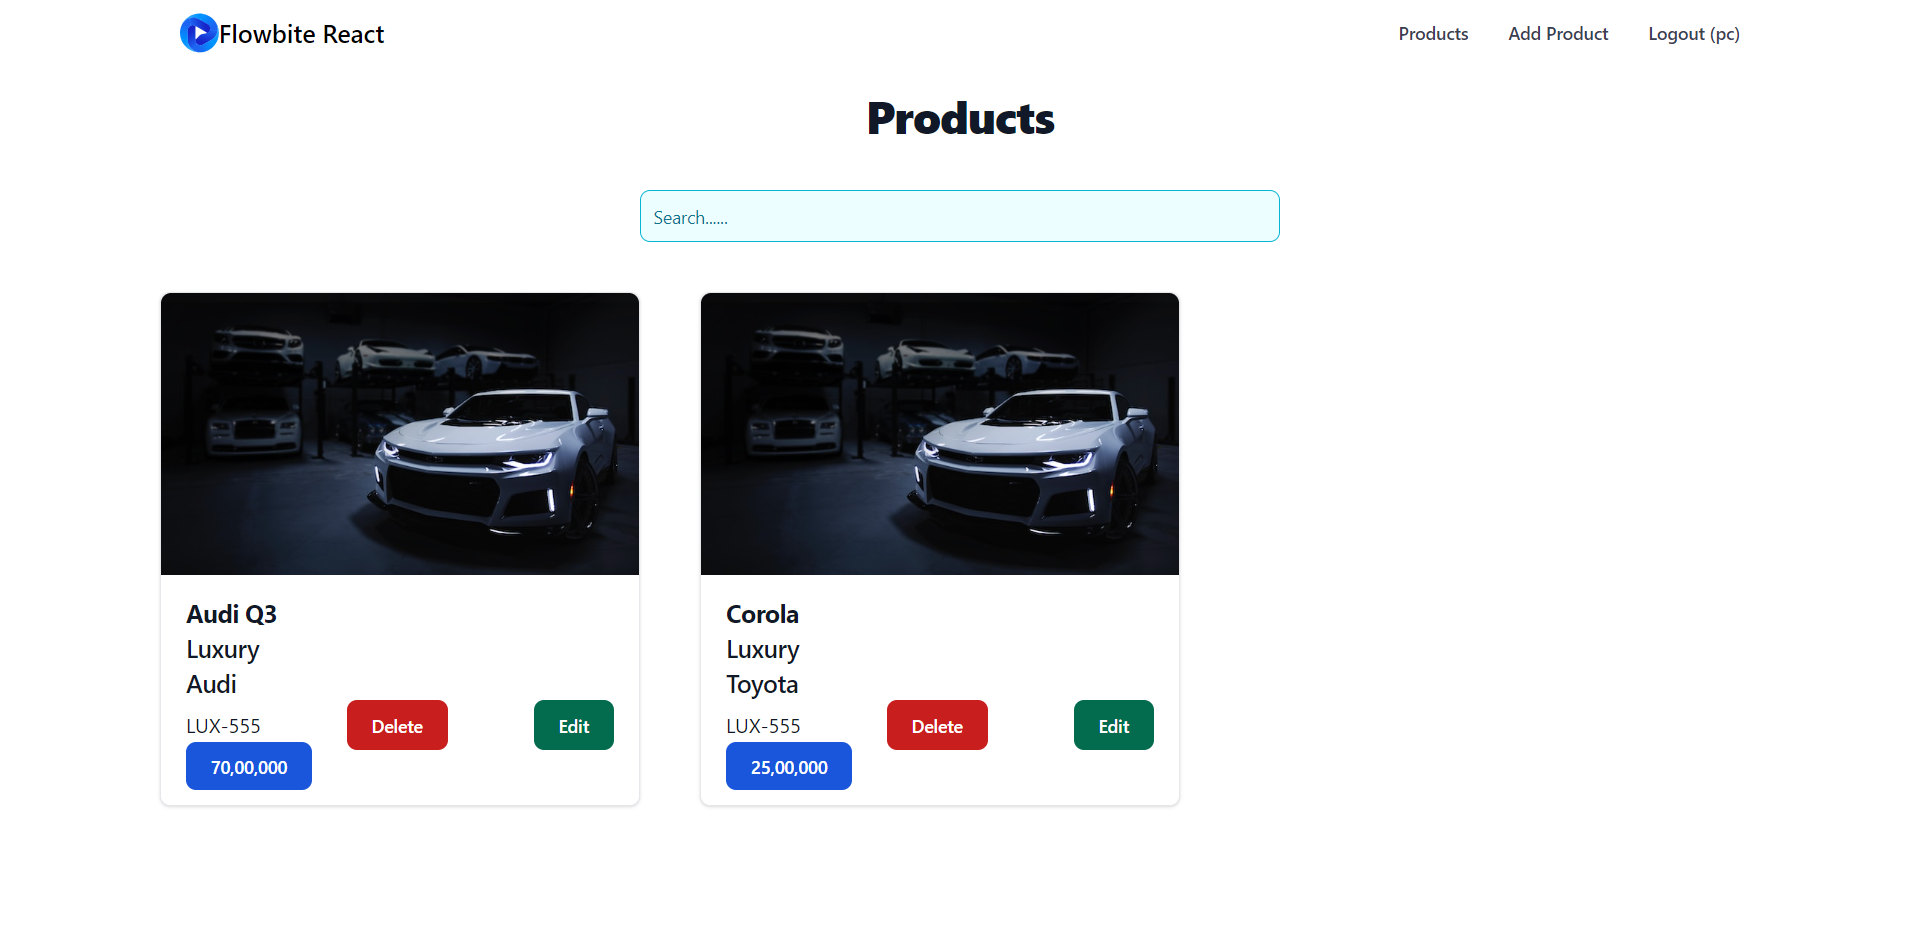 Flowbite React
Products
Add Product
Logout (pc)
Products
Search......
Audi Q3
Luxury
Audi
LUX-555
Delete
Edit
70,00,000
Corola
Luxury
Toyota
LUX-555
Delete
Edit
25,00,000